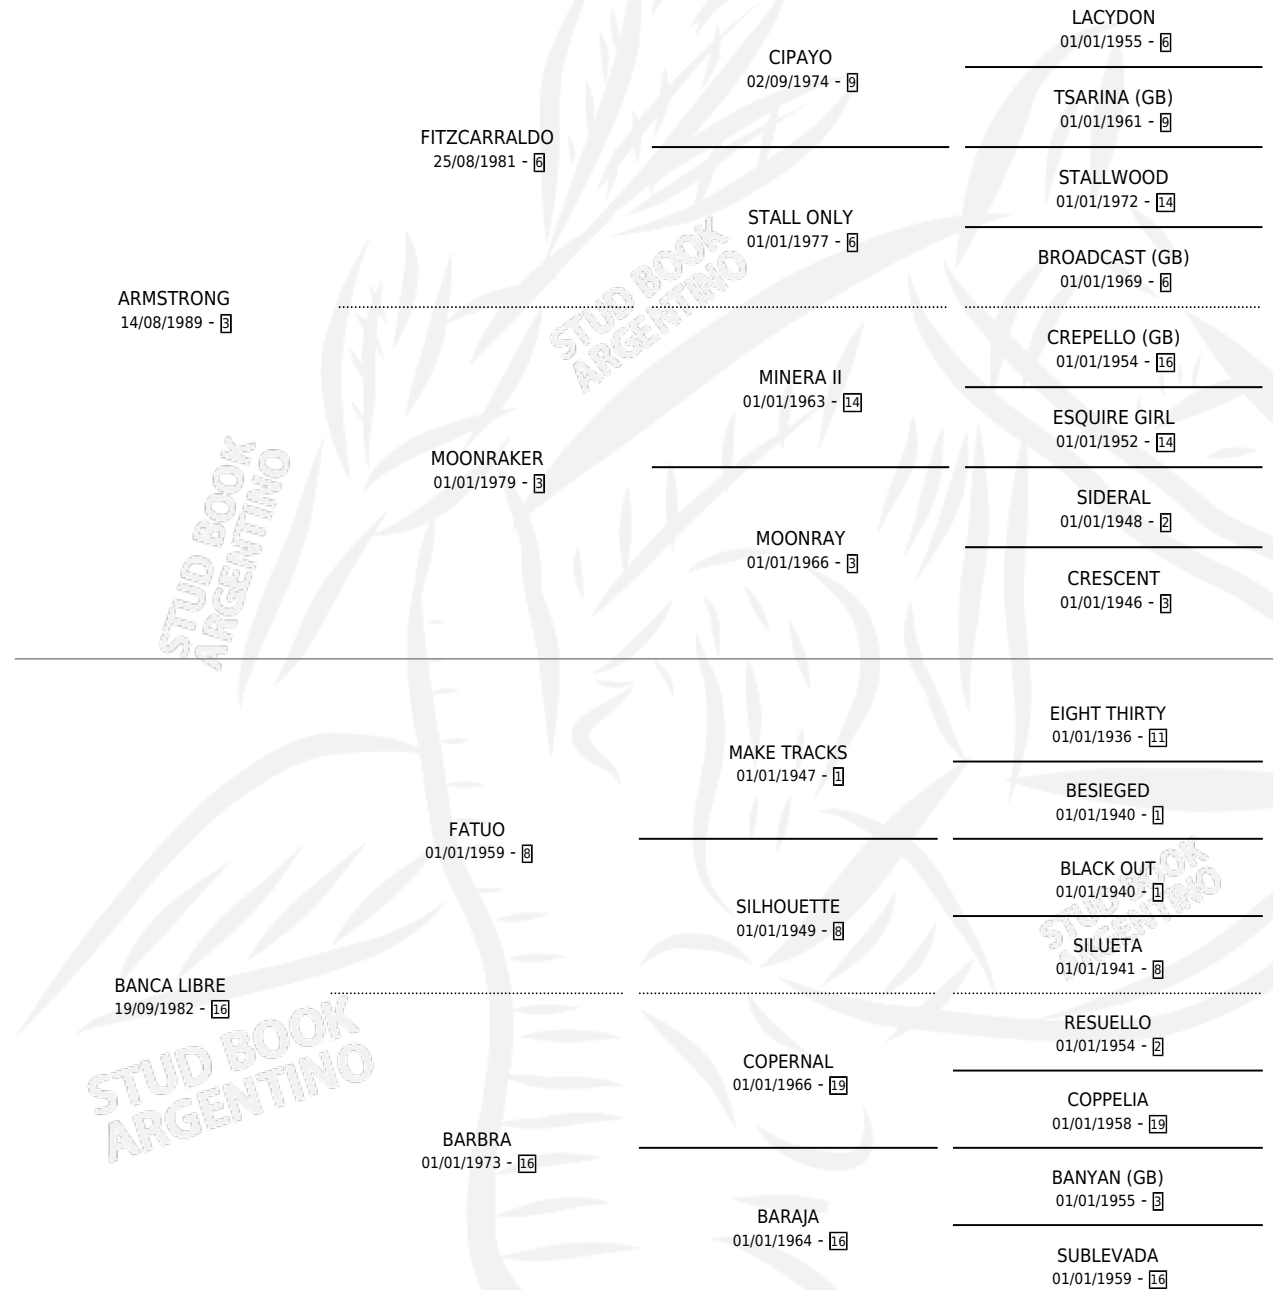 LACYDON
01/01/1955 - 6
CIPAYO
02/09/1974 - 9
TSARINA (GB)
01/01/1961 - 9
FITZCARRALDO
25/08/1981 - 6
STALLWOOD
01/01/1972 - 14
STALL ONLY
01/01/1977 - 6
BROADCAST (GB)
01/01/1969 - 6
ARMSTRONG
14/08/1989 - 3
CREPELLO (GB)
01/01/1954 - 16
MINERA II
01/01/1963 - 14
ESQUIRE GIRL
01/01/1952 - 14
MOONRAKER
01/01/1979 - 3
SIDERAL
01/01/1948 - 2
MOONRAY
01/01/1966 - 3
CRESCENT
01/01/1946 - 3
EIGHT THIRTY
01/01/1936 - 11
MAKE TRACKS
01/01/1947 - 1
BESIEGED
01/01/1940 - 1
FATUO
01/01/1959 - 8
BLACK OUT
01/01/1940 - 1
SILHOUETTE
01/01/1949 - 8
SILUETA
01/01/1941 - 8
BANCA LIBRE
19/09/1982 - 16
RESUELLO
01/01/1954 - 2
COPERNAL
01/01/1966 - 19
COPPELIA
01/01/1958 - 19
BARBRA
01/01/1973 - 16
BANYAN (GB)
01/01/1955 - 3
BARAJA
01/01/1964 - 16
SUBLEVADA
01/01/1959 - 16
STUD BOOK
ARGENTINO
STUD BOOK
ARGENTINO
STUD BOOK
ARGENTINO
STUD BOOK
ARGENTINO